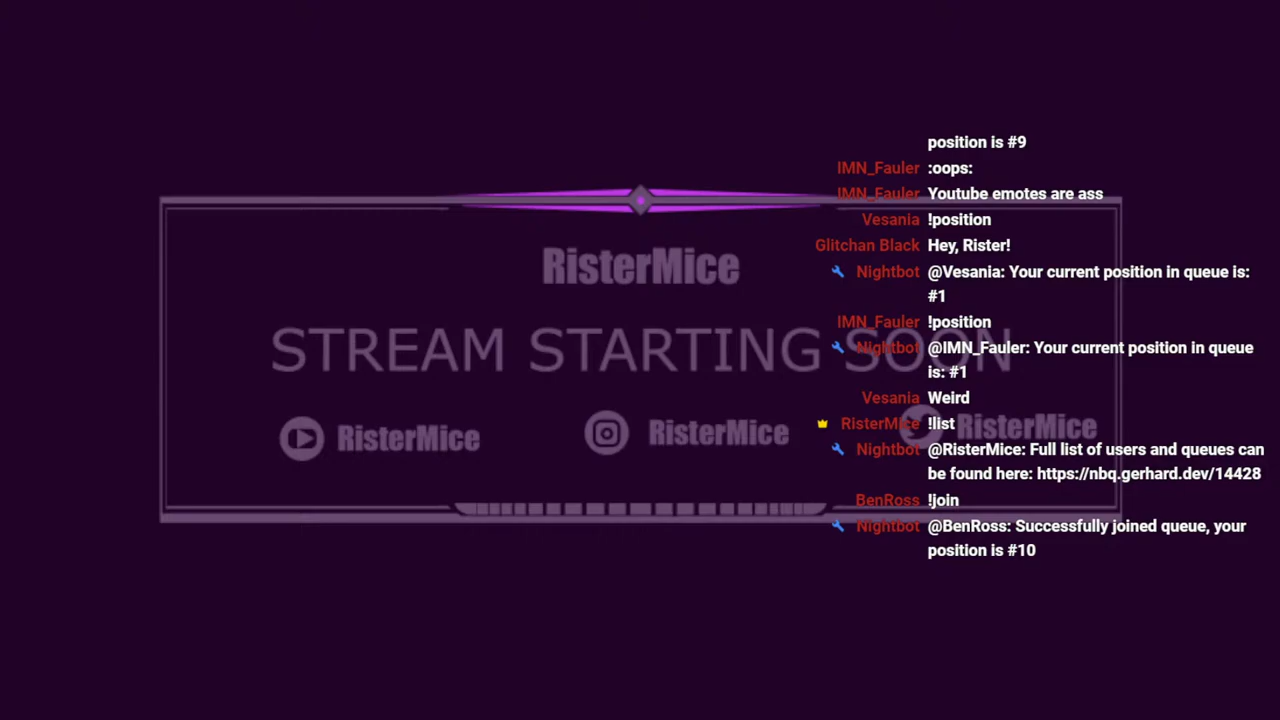 position is #9
IMN_Fauler :oops:
IMN_Fauler Youtube emotes are ass
Vesania !position
Glitchan Black Hey, Rister!
Nightbot @Vesania: Your current position in queue is:
#1
IMN_Fauler !position
Nightbot @IMN_Fauler: Your current position in queue
is: #1
Vesania Weird
RisterMice !list
Nightbot @RisterMice: Full list of users and queues can
be found here: https://nbq.gerhard.dev/14428
BenRoss !join
Nightbot @BenRoss: Successfully joined queue, your
position is #10
RisterMice
STREAM STARTING SOON
RisterMice
RisterMice
RisterMice